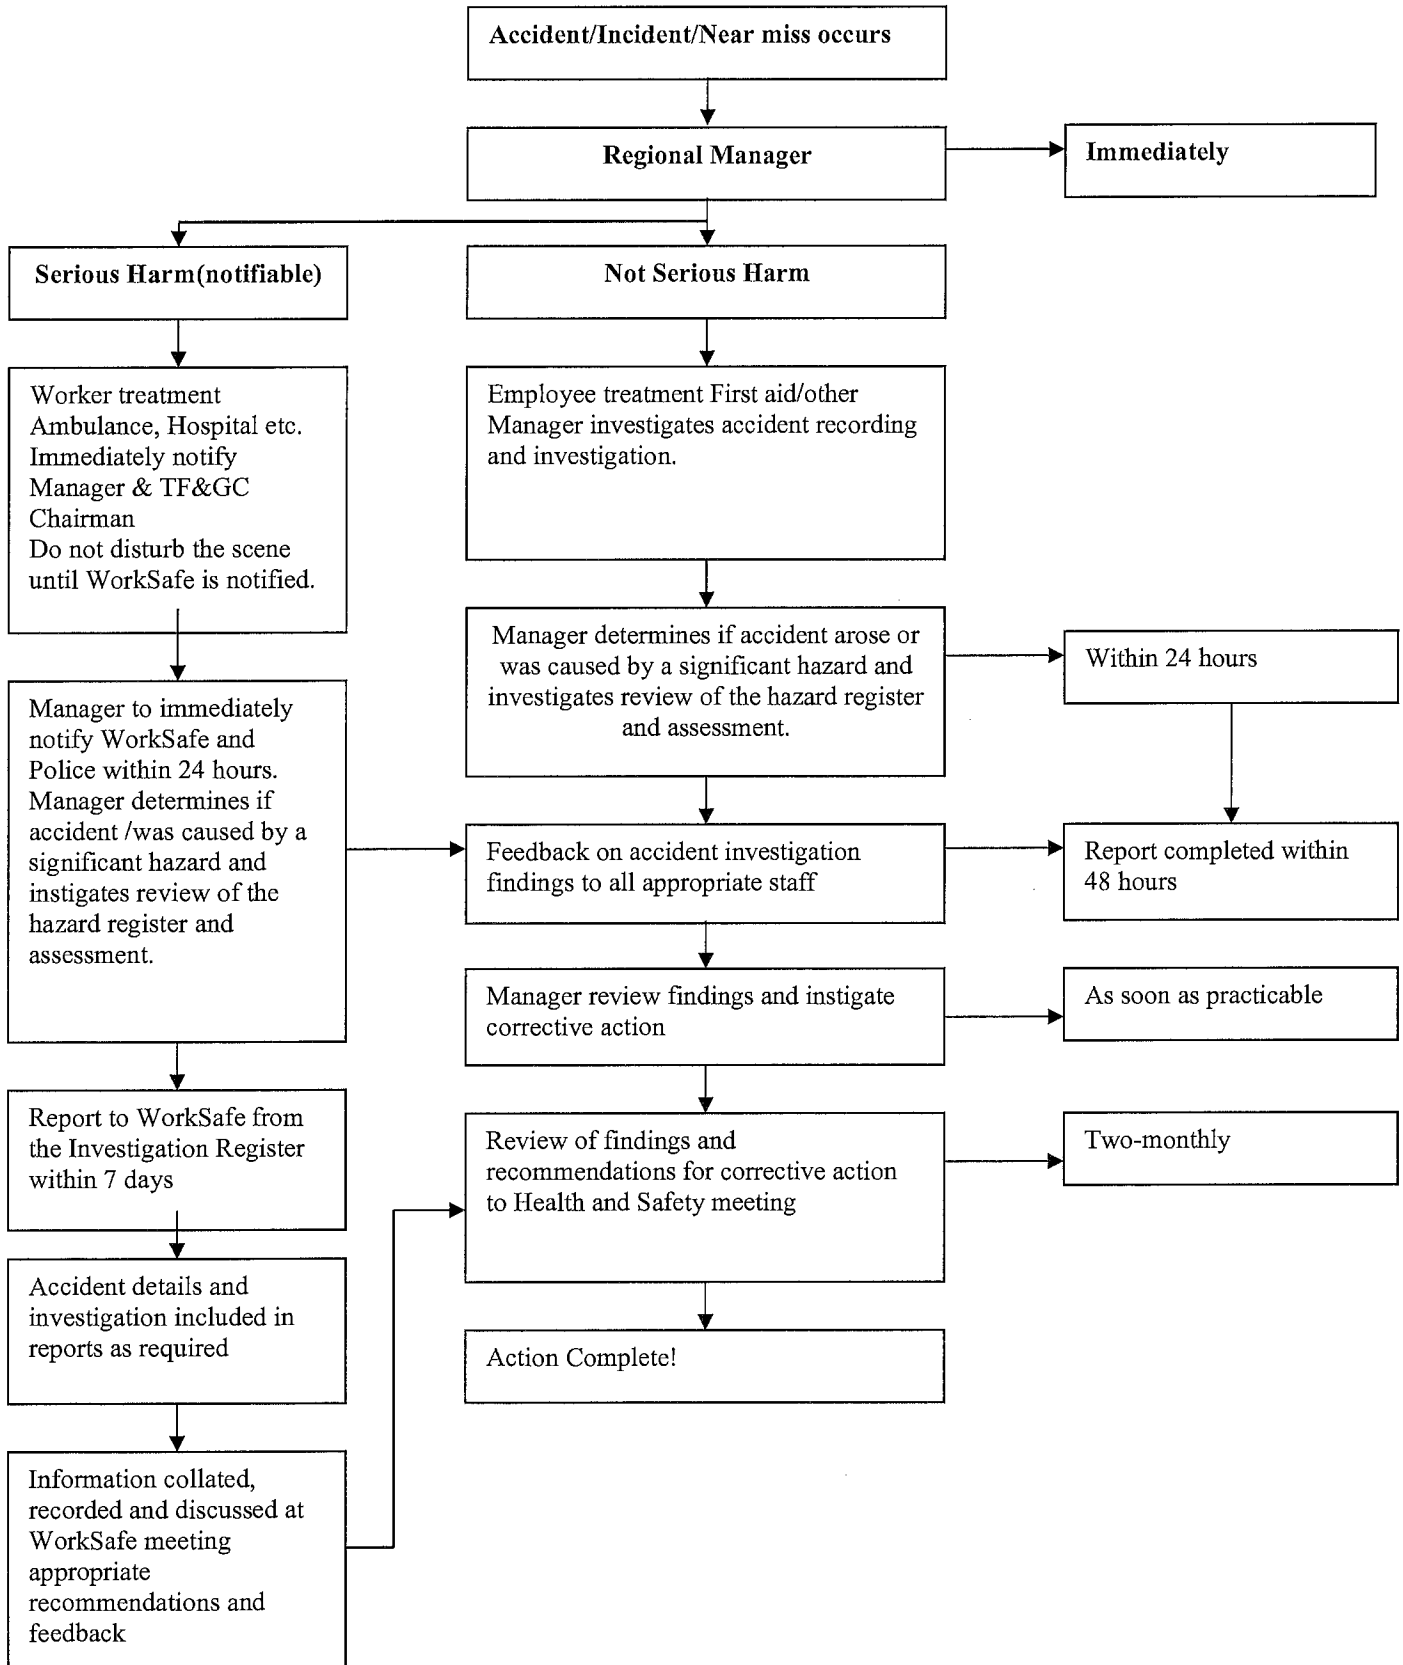 Accident/Incident/Near miss occurs
Regional Manager
Immediately
Serious Harm(notifiable)
Not Serious Harm
Worker treatment
Ambulance, Hospital etc.
Immediately notify
Manager & TF&GC
Chairman
Do not disturb the scene
until WorkSafe is notified.
Employee treatment First aid/other
Manager investigates accident recording
and investigation.
Manager determines if accident arose or
was caused by a significant hazard and
investigates review of the hazard register
and assessment.
Within 24 hours
Manager to immediately
notify WorkSafe and
Police within 24 hours.
Manager determines if
accident /was caused by a
significant hazard and
instigates review of the
hazard register and
assessment.
Feedback on accident investigation
findings to all appropriate staff
Report completed within
48 hours
Manager review findings and instigate
corrective action
As soon as practicable
Report to WorkSafe from
the Investigation Register
within 7 days
Review of findings and
recommendations for corrective action
to Health and Safety meeting
Two-monthly
Accident details and
investigation included in
reports as required
Action Complete!
Information collated,
recorded and discussed at
WorkSafe meeting
appropriate
recommendations and
feedback